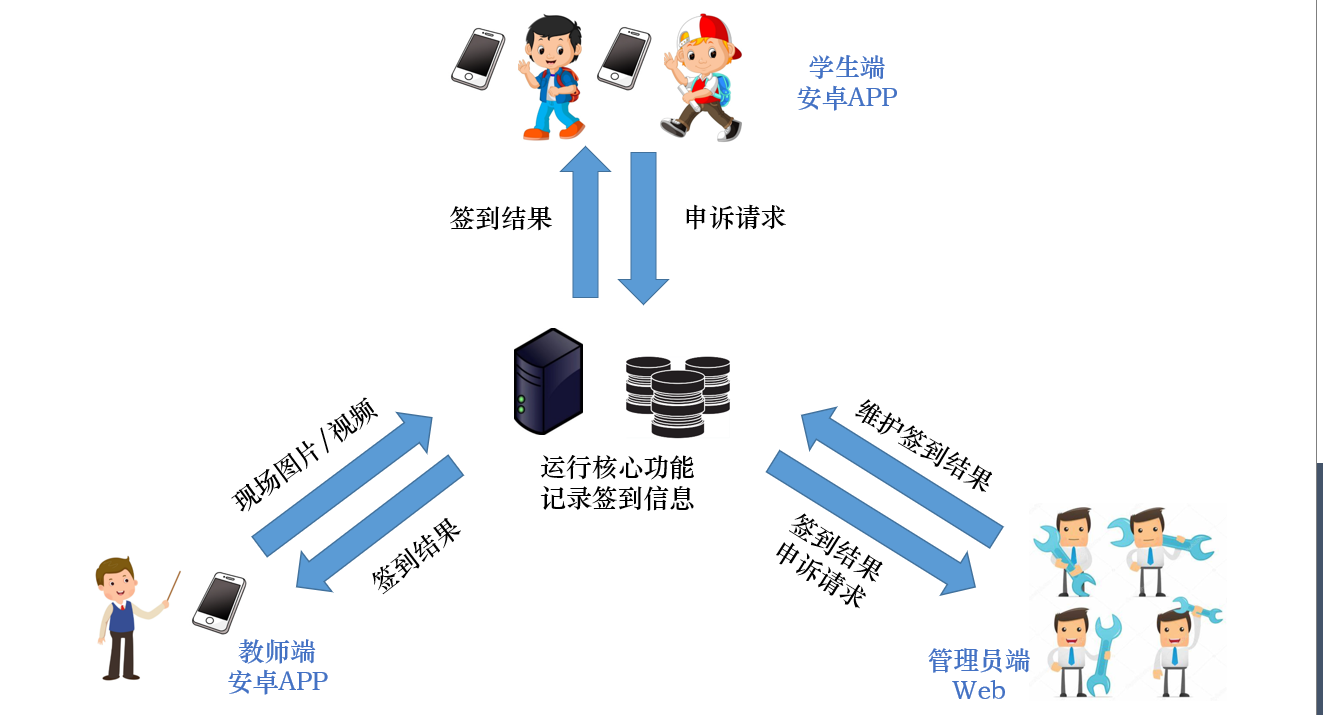 学生端
安卓APP
签到结果
申诉请求
现场图片/视频
签到结果
运行核心功能
记录签到信息
维护签到结果
签到结果
申诉请求
教师端
安卓APP
管理员端
Web